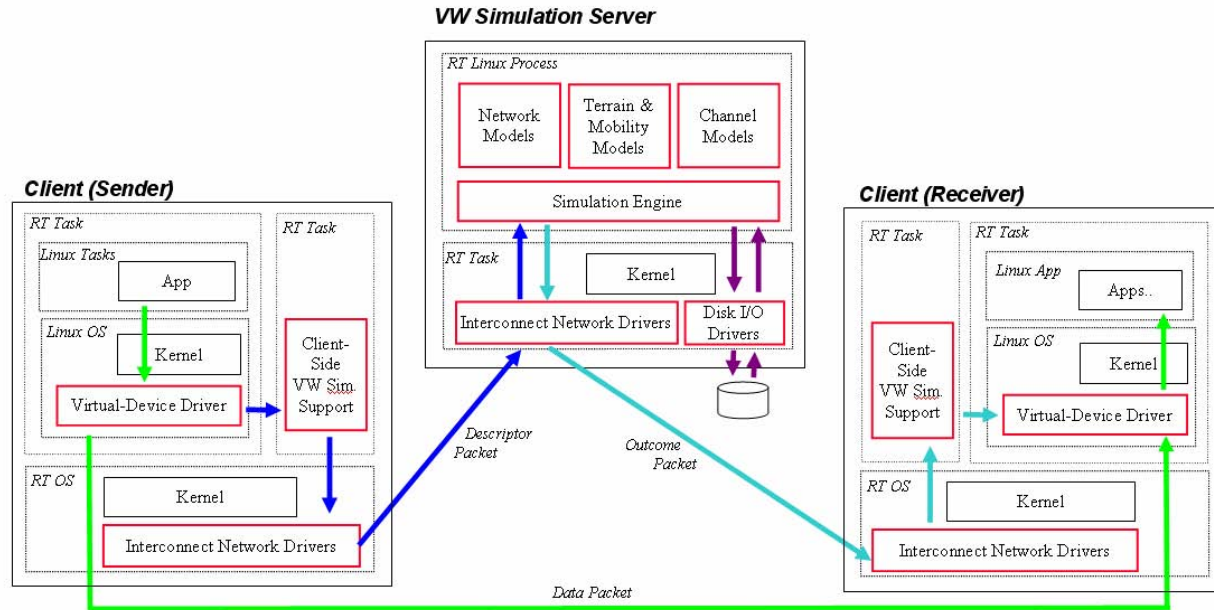 VW Simulation Server
RT Linux Process
Network
Models
Terrain &
Mobility
Models
Channel
Models
Simulation Engine
RT Task
Kernel
Interconnect Network Drivers
Disk I/O
Drivers
Client (Sender)
RT Task
Linux Tasks
App
Linux OS
Kernel
Virtual-Device Driver
RT Task
Client-
Side
VW Sim.
Support
RT OS
Kernel
Interconnect Network Drivers
Descriptor
Packet
Outcome
Packet
Client (Receiver)
RT Task
Client-
Side
VW Sim.
Support
RT Task
Linux App
Apps..
Linux OS
Kernel
Virtual-Device Driver
RT OS
Kernel
Interconnect Network Drivers
Data Packet